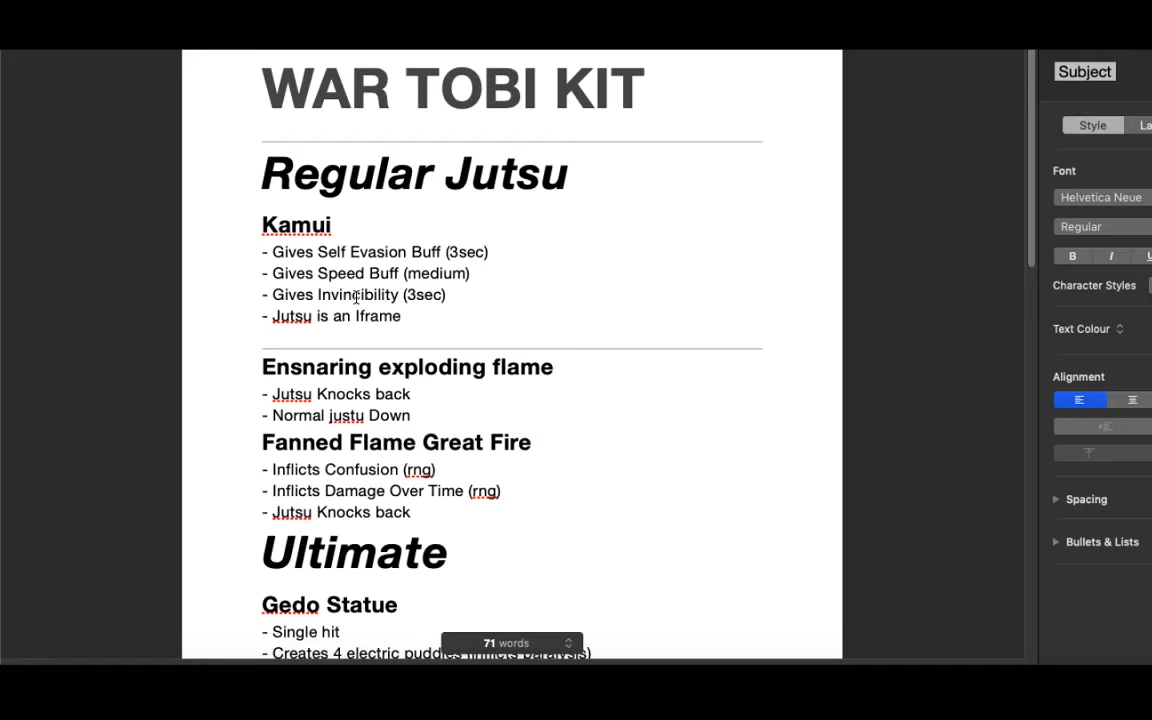 WAR TOBI KIT
Regular Jutsu
Kamui
- Gives Self Evasion Buff (3sec)
- Gives Speed Buff (medium)
- Gives Invincibility (3sec)
- Jutsu is an Iframe
Ensnaring exploding flame
- Jutsu Knocks back
- Normal justu Down
Fanned Flame Great Fire
- Inflicts Confusion (rng)
- Inflicts Damage Over Time (rng)
- Jutsu Knocks back
Ultimate
Gedo Statue
- Single hit
- Creates 4 electric puddles (inflicts paralysis)
71 words
Subject
Style
La
Font
Helvetica Neue
Regular
B I U
Character Styles
Text Colour
Alignment
Spacing
Bullets & Lists